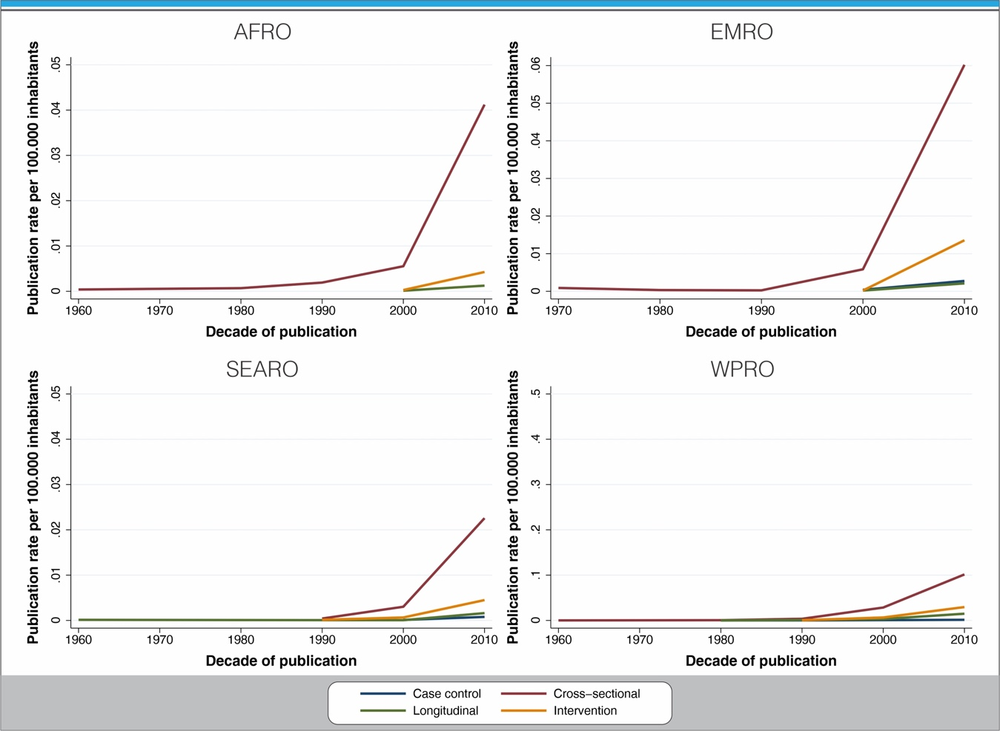 AFRO
Publication rate per 100.000 inhabitants
.05
.04
.03
.02
.01
0
1960 1970 1980 1990 2000 2010
Decade of publication
EMRO
Publication rate per 100.000 inhabitants
.06
.05
.04
.03
.02
.01
0
1970 1980 1990 2000 2010
Decade of publication
SEARO
Publication rate per 100.000 inhabitants
.05
.04
.03
.02
.01
0
1960 1970 1980 1990 2000 2010
Decade of publication
WPRO
Publication rate per 100.000 inhabitants
.5
.4
.3
.2
.1
0
1960 1970 1980 1990 2000 2010
Decade of publication
Case control Cross–sectional
Longitudinal Intervention